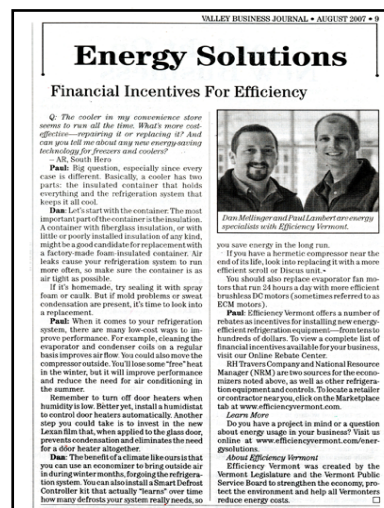 VALLEY BUSINESS JOURNAL • AUGUST 2007 • 9
Energy Solutions
Financial Incentives For Efficiency
Q: The cooler in my convenience store
seems to run all the time. What's more cost-
effective—repairing it or replacing it? And
can you tell me about any new energy-saving
technology for freezers and coolers?
– AR, South Hero
Paul: Big question, especially since every
case is different. Basically, a cooler has two
parts: the insulated container that holds
everything and the refrigeration system that
keeps it all cool.
Dan: Let's start with the container. The most
important part of the container is the insulation.
A container with fiberglass insulation, or with
little or poorly installed insulation of any kind,
might be a good candidate for replacement with
a factory-made foam-insulated container. Air
leaks cause your refrigeration system to run
more often, so make sure the container is as
air tight as possible.
If it's homemade, try sealing it with spray
foam or caulk. But if mold problems or sweat
condensation are present, it's time to look into
a replacement.
Paul: When it comes to your refrigeration
system, there are many low-cost ways to im-
prove performance. For example, cleaning the
evaporator and condenser coils on a regular
basis improves airflow. You could also move the
compressor outside. You'll lose some "free" heat
in the winter, but it will improve performance
and reduce the need for air conditioning in
the summer.
Remember to turn off door heaters when
humidity is low. Better yet, install a humidistat
to control door heaters automatically. Another
step you could take is to invest in the new
Lexan film that, when applied to the glass door,
prevents condensation and eliminates the need
for a door heater altogether.
Dan: The benefit of a climate like ours is that
you can use an economizer to bring outside air
in during winter months, forgoing the refrigera-
tion system. You can also install a Smart Defrost
Controller kit that actually "learns" over time
how many defrosts your system really needs, so
Dan Mellinger and Paul Lambert are energy
specialists with Efficiency Vermont.
you save energy in the long run.
If you have a hermetic compressor near the
end of its life, look into replacing it with a more
efficient scroll or Discus unit.
You should also replace evaporator fan mo-
tors that run 24 hours a day with more efficient
brushless DC motors (sometimes referred to as
ECM motors).
Paul: Efficiency Vermont offers a number
of rebates as incentives for installing new energy-
efficient refrigeration equipment—from tens to
hundreds of dollars. To view a complete list of
financial incentives available for your business,
visit our Online Rebate Center.
RH Travers Company and National Resource
Manager (NRM) are two sources for the econo-
mizers noted above, as well as other refrigera-
tion equipment and controls. To locate a retailer
or contractor near you, click on the Marketplace
tab at www.efficiencyvermont.com.
Learn More
Do you have a project in mind or a question
about energy usage in your business? Visit us
online at www.efficiencyvermont.com/ener-
gysolutions.
About Efficiency Vermont
Efficiency Vermont was created by the
Vermont Legislature and the Vermont Public
Service Board to strengthen the economy, pro-
tect the environment and help all Vermonters
reduce energy costs.